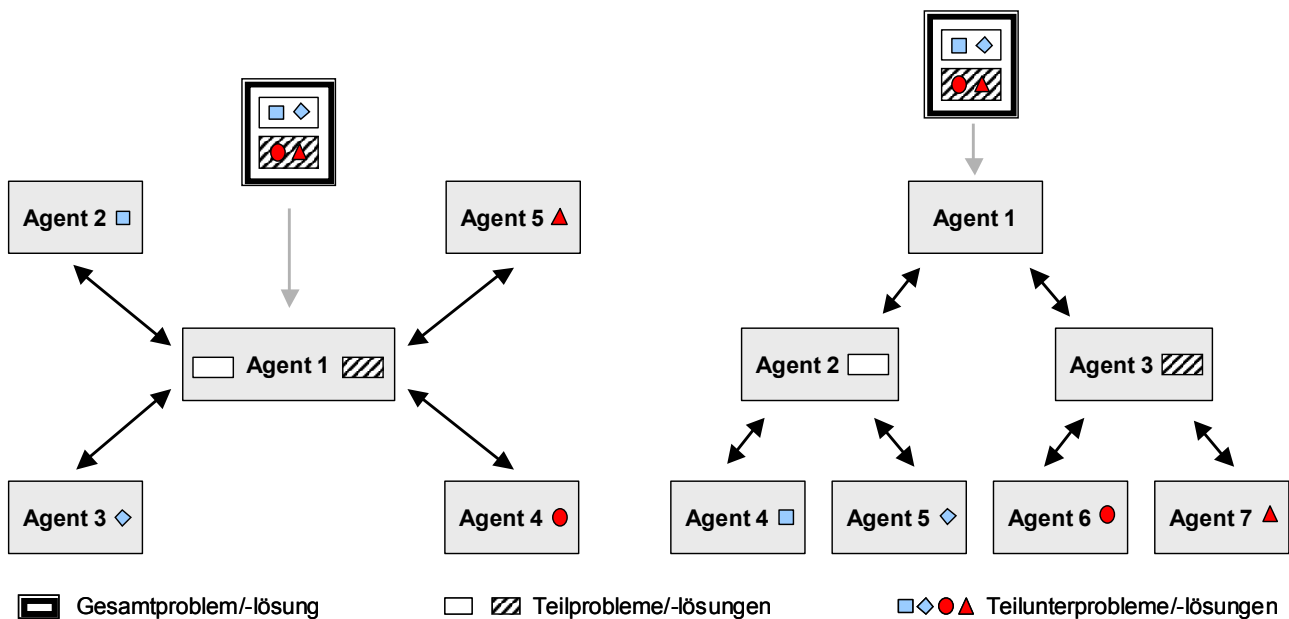 Agent 2
Agent 5
Agent 1
Agent 3
Agent 4
Agent 1
Agent 2
Agent 3
Agent 4
Agent 5
Agent 6
Agent 7
Gesamtproblem/-lösung
Teilprobleme/-lösungen
Teilunterprobleme/-lösungen